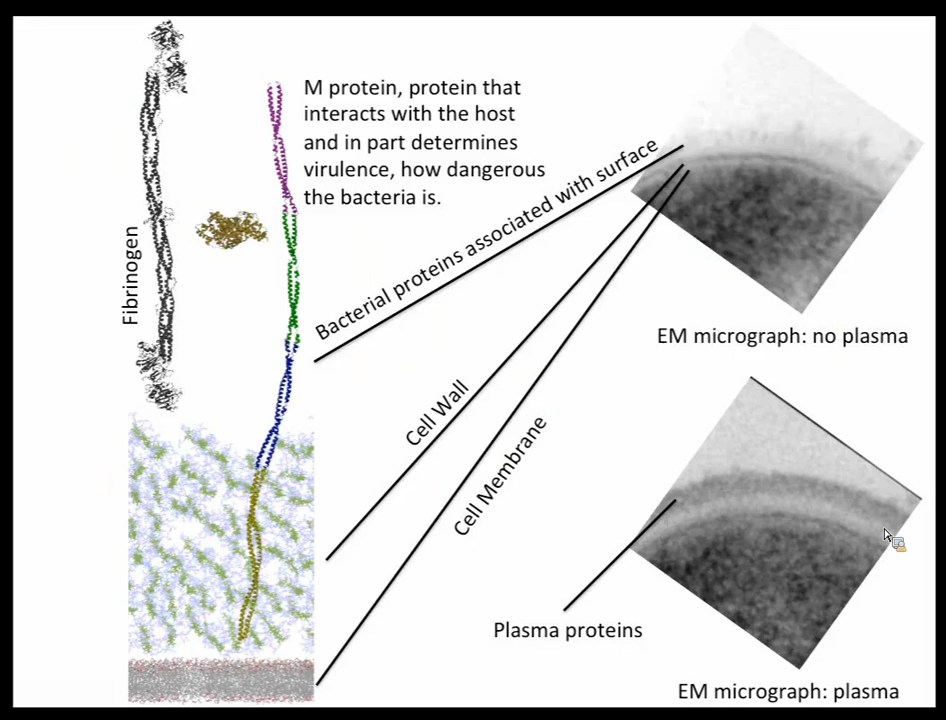 M protein, protein that
interacts with the host
and in part determines
virulence, how dangerous
the bacteria is.
Fibrinogen
Bacterial proteins associated with surface
EM micrograph: no plasma
Cell Wall
Cell Membrane
Plasma proteins
EM micrograph: plasma